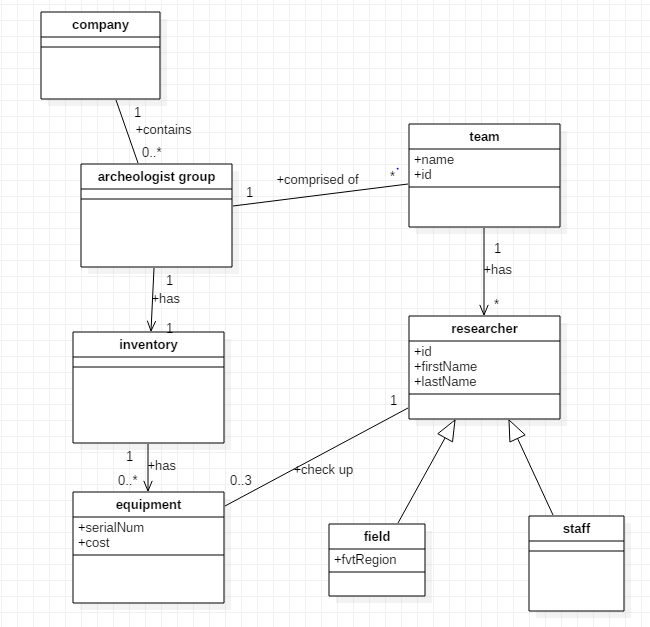 company
1
+contains
0..*
archeologist group
1
+comprised of
*
team
+name
+id
1
+has
1
inventory
1
+has
*
researcher
+id
+firstName
+lastName
1
+has
0..*
equipment
+serialNum
+cost
1
+check up
0..3
field
+fvtRegion
staff